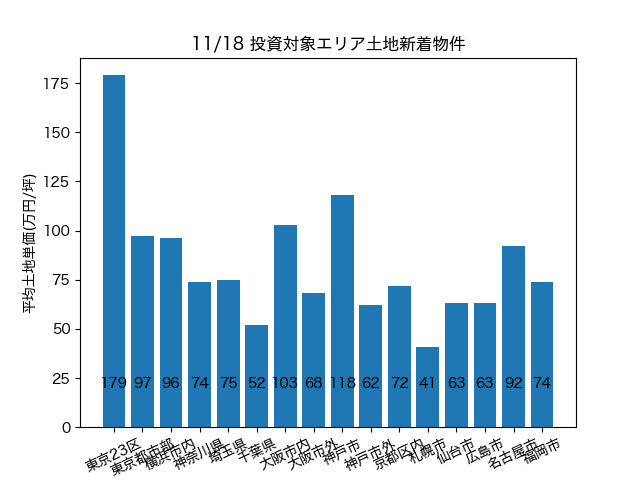 11/18 投資対象エリア土地新着物件
平均土地単価(万円/坪)
175
150
125
100
75
50
25
0
179 97 96 74 75 52 103 68 118 62 72 41 63 63 92 74
東京23区 東京都市部 横浜市内 神奈川県 埼玉県 千葉県 大阪市内 大阪市外 神戸市 神戸市外 京都区内 札幌市 仙台市 広島市 名古屋市 福岡市